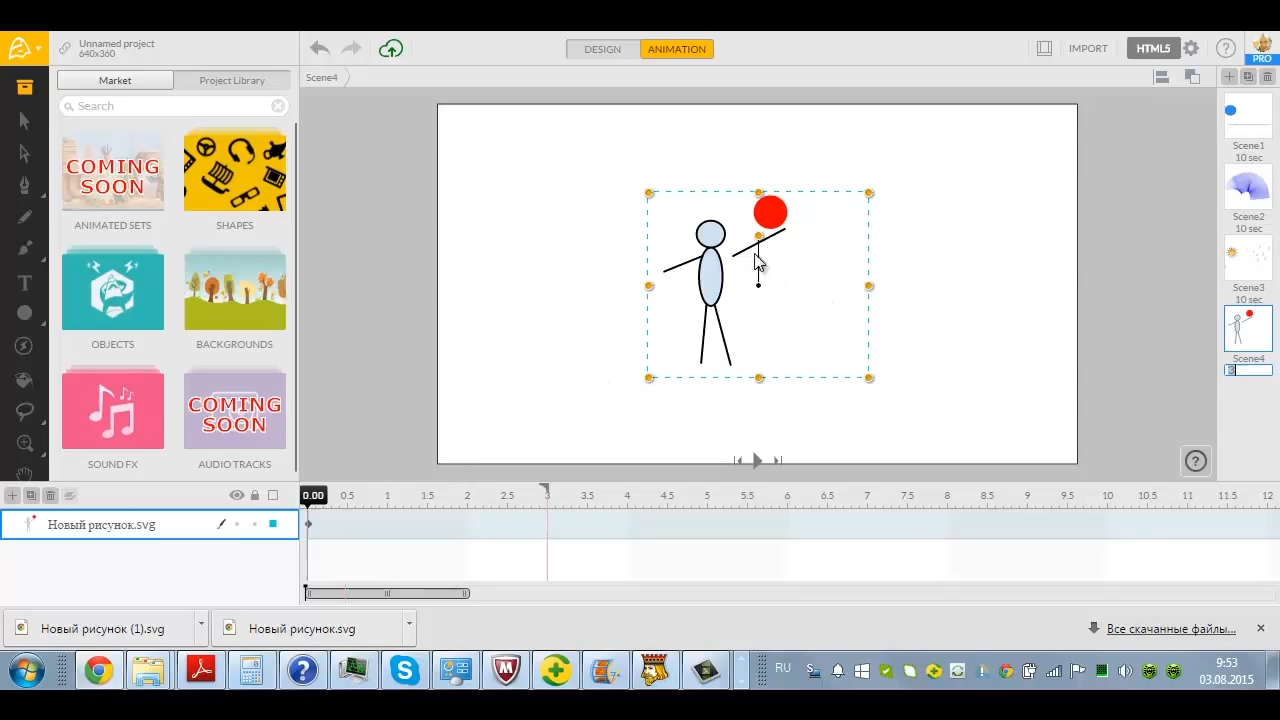 Unnamed project
640x360
DESIGN
ANIMATION
IMPORT
HTML5
?
PRO
Market
Project Library
Search
Scene4
COMING SOON
ANIMATED SETS
SHAPES
OBJECTS
BACKGROUNDS
SOUND FX
COMING SOON
AUDIO TRACKS
Scene1
10 sec
Scene2
10 sec
Scene3
10 sec
Scene4
3
?
0.00 0.5 1 1.5 2 2.5 3 3.5 4 4.5 5 5.5 6 6.5 7 7.5 8 8.5 9 9.5 10 10.5 11 11.5 12
Новый рисунок.svg
Новый рисунок (1).svg
Новый рисунок.svg
Все скачанные файлы...
RU
9:53
03.08.2015